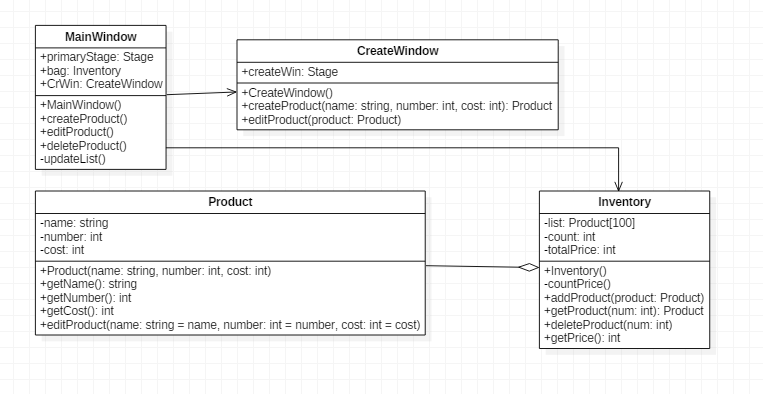 MainWindow
+primaryStage: Stage
+bag: Inventory
+CrWin: CreateWindow
+MainWindow()
+createProduct()
+editProduct()
+deleteProduct()
-updateList()
CreateWindow
+createWin: Stage
+CreateWindow()
+createProduct(name: string, number: int, cost: int): Product
+editProduct(product: Product)
Product
-name: string
-number: int
-cost: int
+Product(name: string, number: int, cost: int)
+getName(): string
+getNumber(): int
+getCost(): int
+editProduct(name: string = name, number: int = number, cost: int = cost)
Inventory
-list: Product[100]
-count: int
-totalPrice: int
+Inventory()
-countPrice()
+addProduct(product: Product)
+getProduct(num: int): Product
+deleteProduct(num: int)
+getPrice(): int